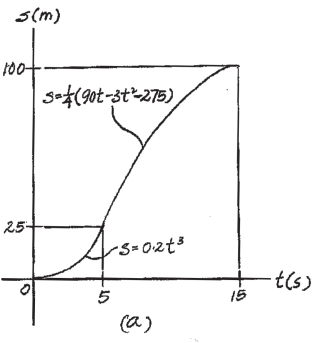 s(m)
100
s=¼(90t-3t²-275)
25
s=0.2t³
0
5
15
t(s)
(a)